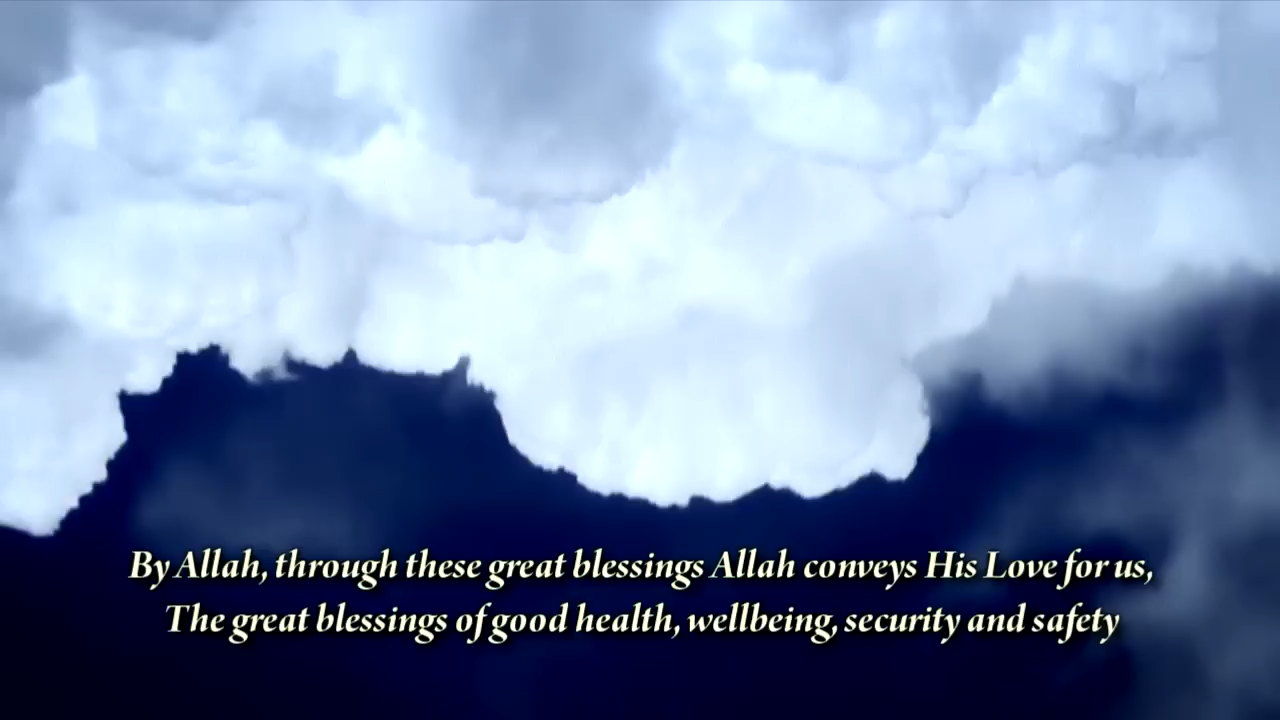 By Allah, through these great blessings Allah conveys His Love for us,
The great blessings of good health, wellbeing, security and safety